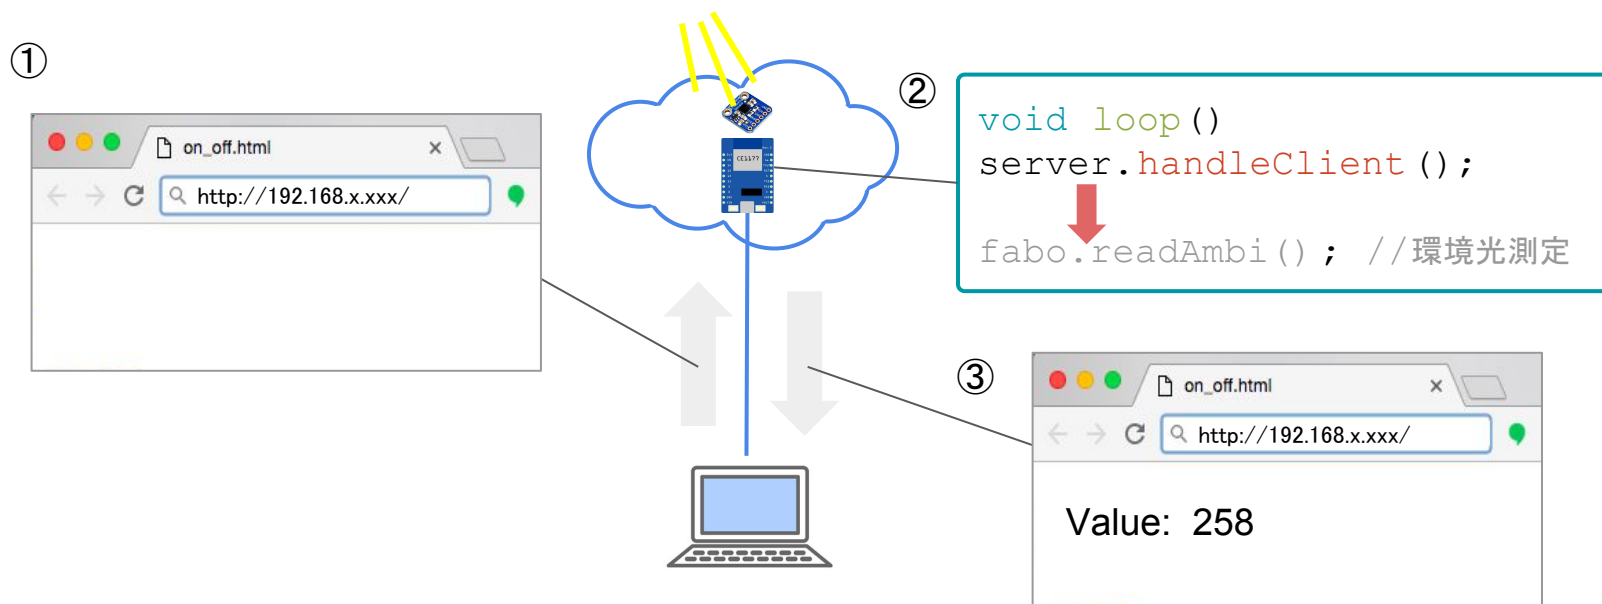 ①
on_off.html
http://192.168.x.xxx/
②
void loop()
server.handleClient();
fabo.readAmbi(); //環境光測定
③
on_off.html
http://192.168.x.xxx/
Value: 258